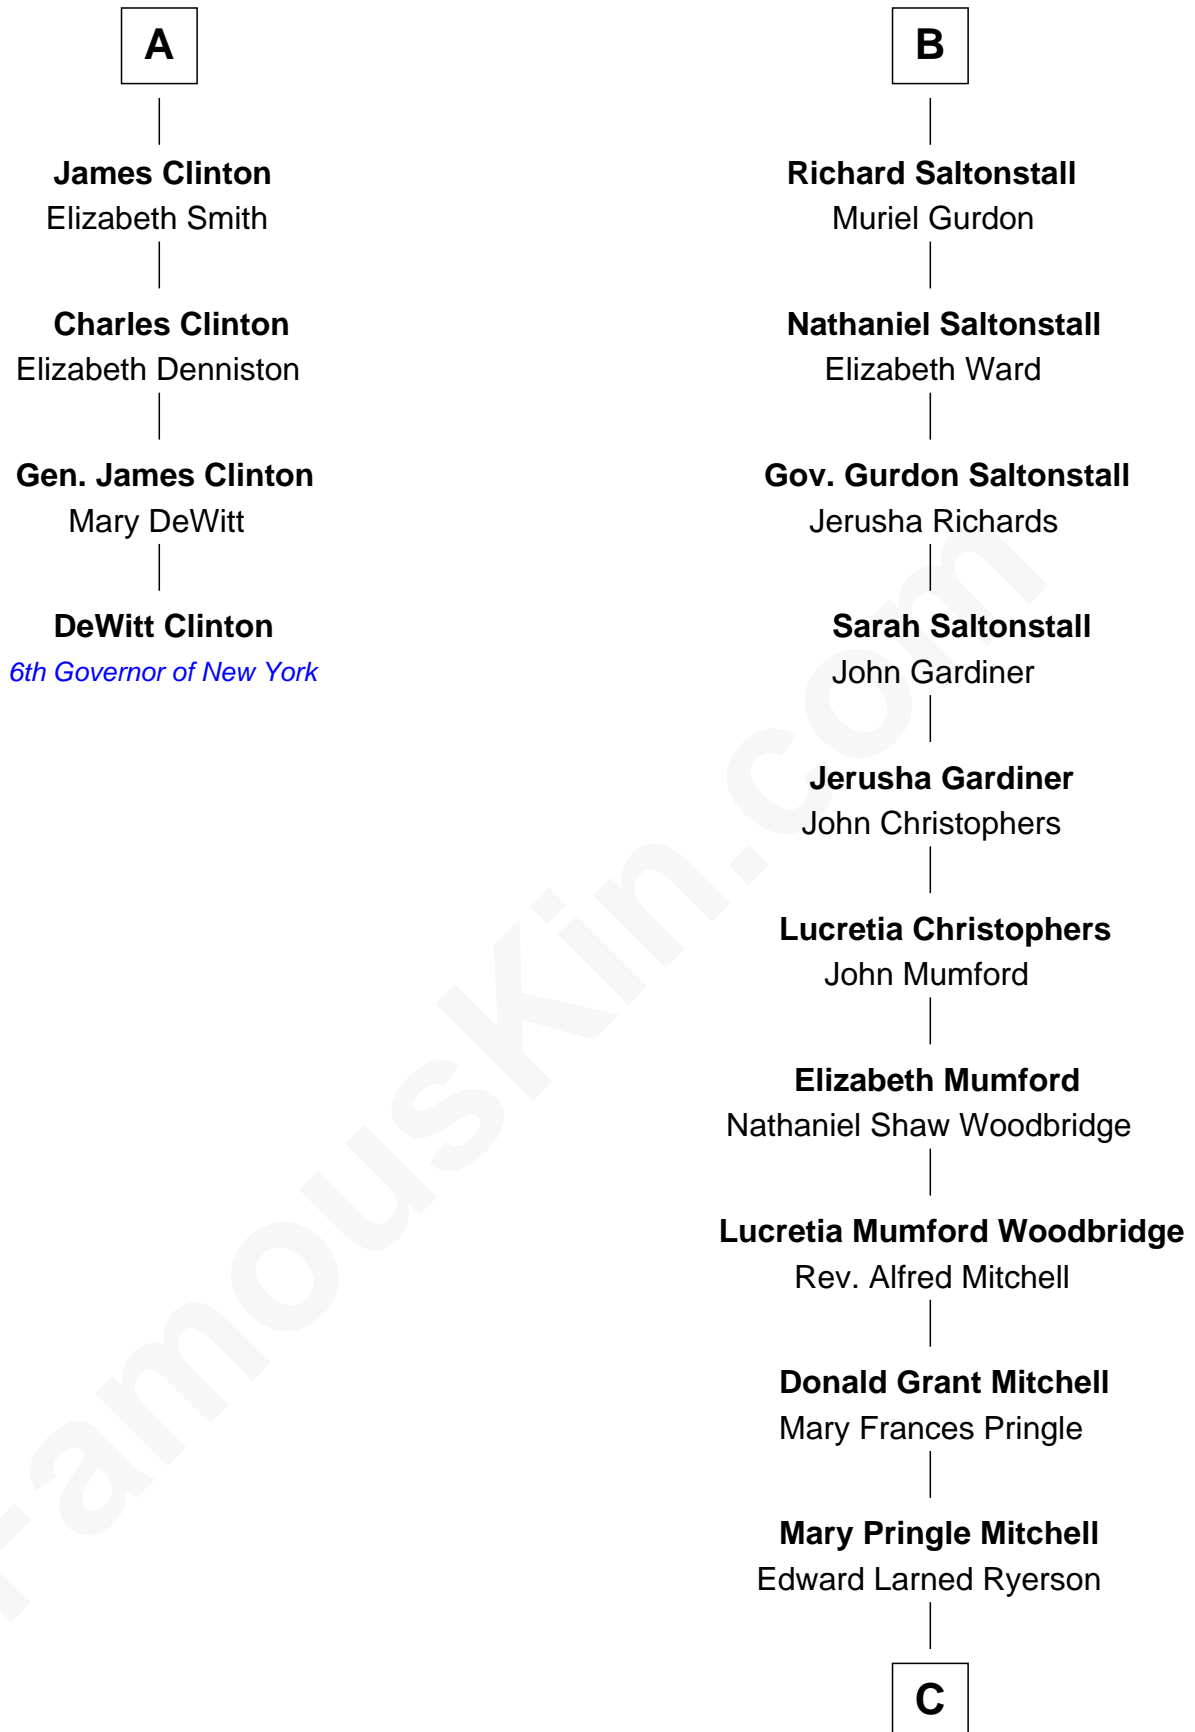 A
James Clinton
Elizabeth Smith
Charles Clinton
Elizabeth Denniston
Gen. James Clinton
Mary DeWitt
DeWitt Clinton
6th Governor of New York
B
Richard Saltonstall
Muriel Gurdon
Nathaniel Saltonstall
Elizabeth Ward
Gov. Gurdon Saltonstall
Jerusha Richards
Sarah Saltonstall
John Gardiner
Jerusha Gardiner
John Christophers
Lucretia Christophers
John Mumford
Elizabeth Mumford
Nathaniel Shaw Woodbridge
Lucretia Mumford Woodbridge
Rev. Alfred Mitchell
Donald Grant Mitchell
Mary Frances Pringle
Mary Pringle Mitchell
Edward Larned Ryerson
C
FamousKin.com